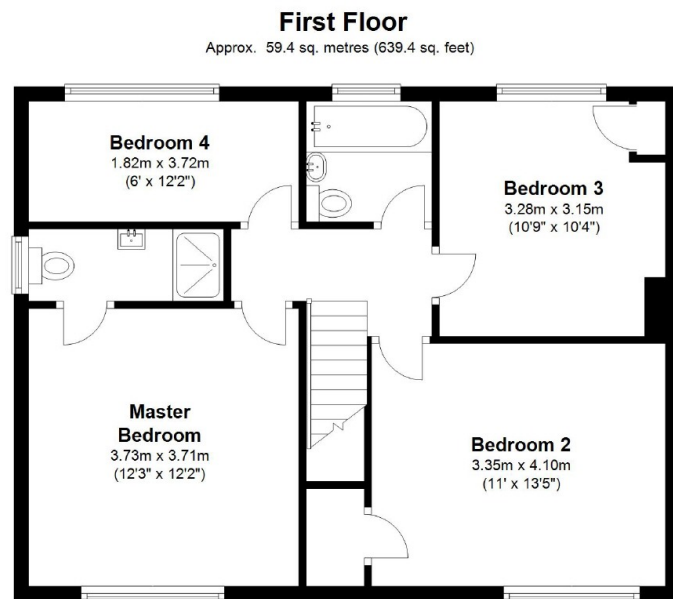 First Floor
Approx. 59.4 sq. metres (639.4 sq. feet)
Bedroom 4
1.82m x 3.72m
(6' x 12'2")
Bedroom 3
3.28m x 3.15m
(10'9" x 10'4")
Master
Bedroom
3.73m x 3.71m
(12'3" x 12'2")
Bedroom 2
3.35m x 4.10m
(11' x 13'5")